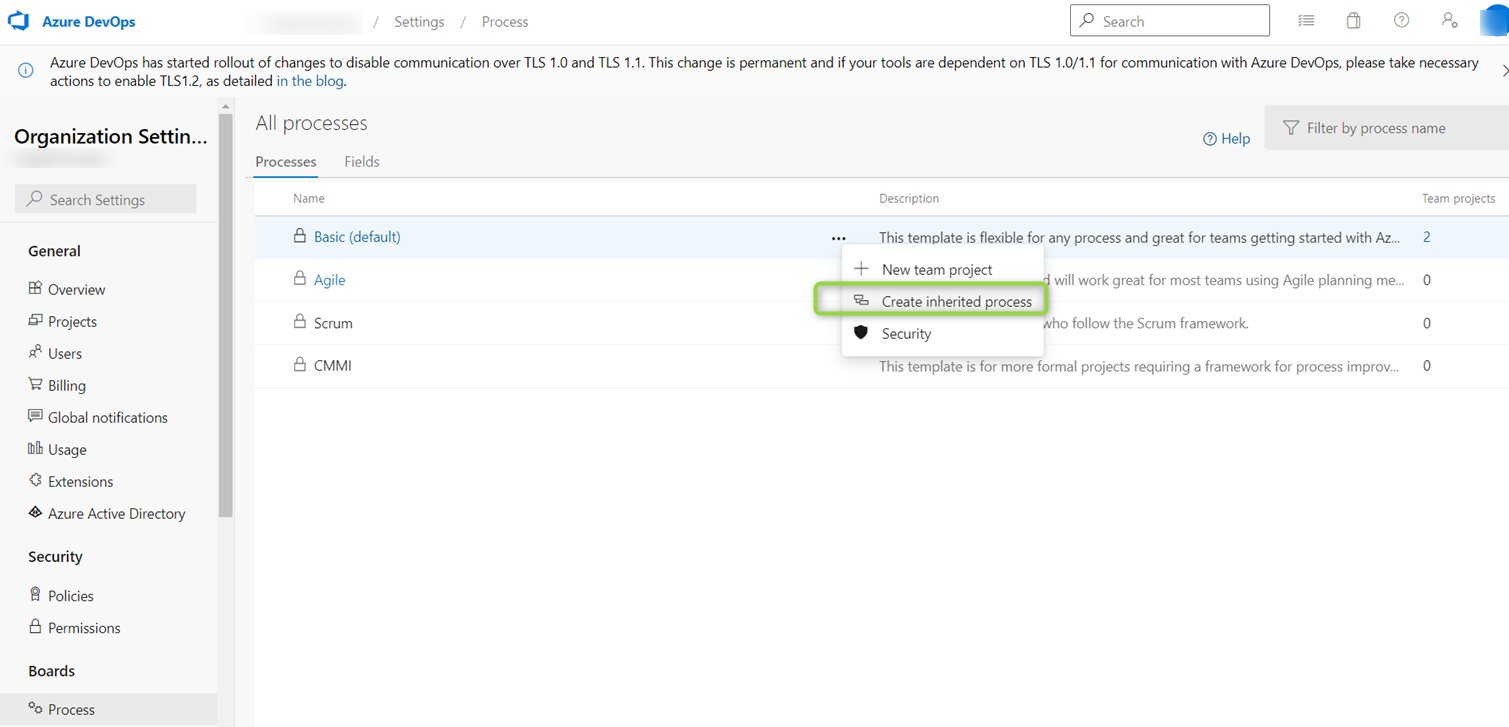 Azure DevOps / Settings / Process Search
Azure DevOps has started rollout of changes to disable communication over TLS 1.0 and TLS 1.1. This change is permanent and if your tools are dependent on TLS 1.0/1.1 for communication with Azure DevOps, please take necessary
actions to enable TLS1.2, as detailed in the blog.
Organization Settin...
Search Settings
General
Overview
Projects
Users
Billing
Global notifications
Usage
Extensions
Azure Active Directory
Security
Policies
Permissions
Boards
Process
All processes
Help
Filter by process name
Processes Fields
Name Description Team projects
Basic (default) ... This template is flexible for any process and great for teams getting started with Az... 2
New team project
Agile will work great for most teams using Agile planning me... 0
Create inherited process
Scrum who follow the Scrum framework. 0
Security
CMMI This template is for more formal projects requiring a framework for process improv... 0